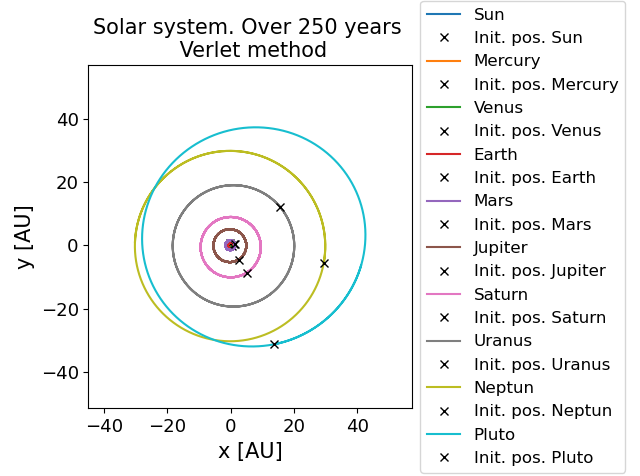 Solar system. Over 250 years
Verlet method
y [AU]
40
20
0
−20
−40
−40
−20
0
20
40
x [AU]
Sun
Init. pos. Sun
Mercury
Init. pos. Mercury
Venus
Init. pos. Venus
Earth
Init. pos. Earth
Mars
Init. pos. Mars
Jupiter
Init. pos. Jupiter
Saturn
Init. pos. Saturn
Uranus
Init. pos. Uranus
Neptun
Init. pos. Neptun
Pluto
Init. pos. Pluto